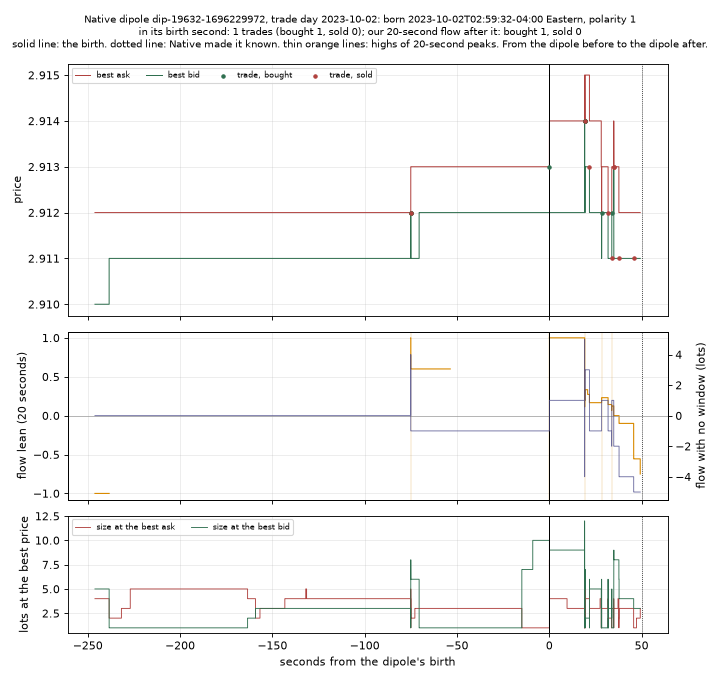 Native dipole dip-19632-1696229972, trade day 2023-10-02: born 2023-10-02T02:59:32-04:00 Eastern, polarity 1
in its birth second: 1 trades (bought 1, sold 0); our 20-second flow after it: bought 1, sold 0
solid line: the birth. dotted line: Native made it known. thin orange lines: highs of 20-second peaks. From the dipole before to the dipole after.
best ask
best bid
trade, bought
trade, sold
2.915
2.914
2.913
2.912
2.911
2.910
price
1.0
0.5
0.0
−0.5
−1.0
flow lean (20 seconds)
4
2
0
−2
−4
flow with no window (lots)
size at the best ask
size at the best bid
12.5
10.0
7.5
5.0
2.5
lots at the best price
−250
−200
−150
−100
−50
0
50
seconds from the dipole's birth